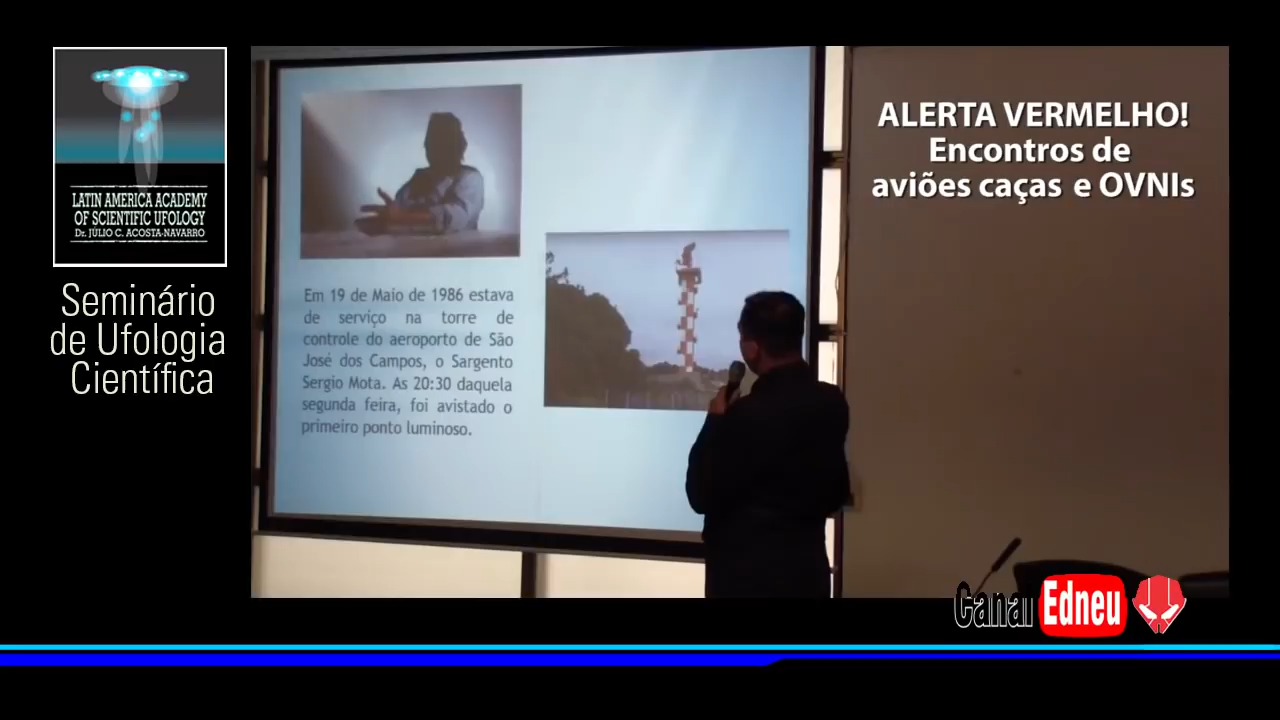 LATIN AMERICA ACADEMY
OF SCIENTIFIC UFOLOGY
Dr. JÚLIO C. ACOSTA-NAVARRO
Seminário
de Ufologia
Científica
Em 19 de Maio de 1986 estava
de serviço na torre de
controle do aeroporto de São
José dos Campos, o Sargento
Sergio Mota. As 20:30 daquela
segunda feira, foi avistado o
primeiro ponto luminoso.
ALERTA VERMELHO!
Encontros de
aviões caças e OVNIs
Canal Edneu